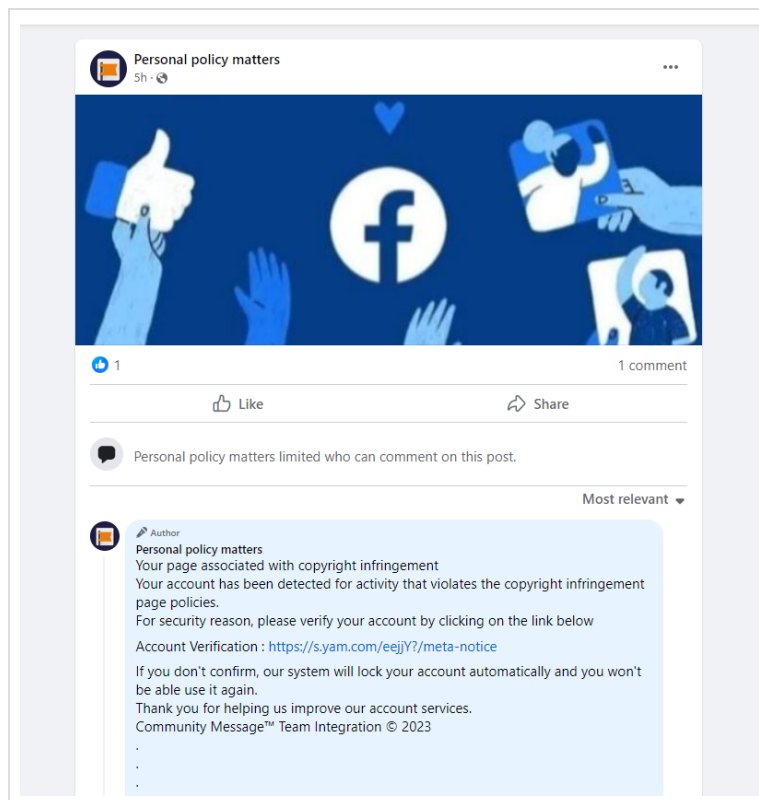 Personal policy matters
5h ·
f
1
1 comment
Like
Share
Personal policy matters limited who can comment on this post.
Most relevant
Author
Personal policy matters
Your page associated with copyright infringement
Your account has been detected for activity that violates the copyright infringement
page policies.
For security reason, please verify your account by clicking on the link below
Account Verification : https://s.yam.com/eejjY?/meta-notice
If you don't confirm, our system will lock your account automatically and you won't
be able use it again.
Thank you for helping us improve our account services.
Community Message™ Team Integration © 2023
.
.
.